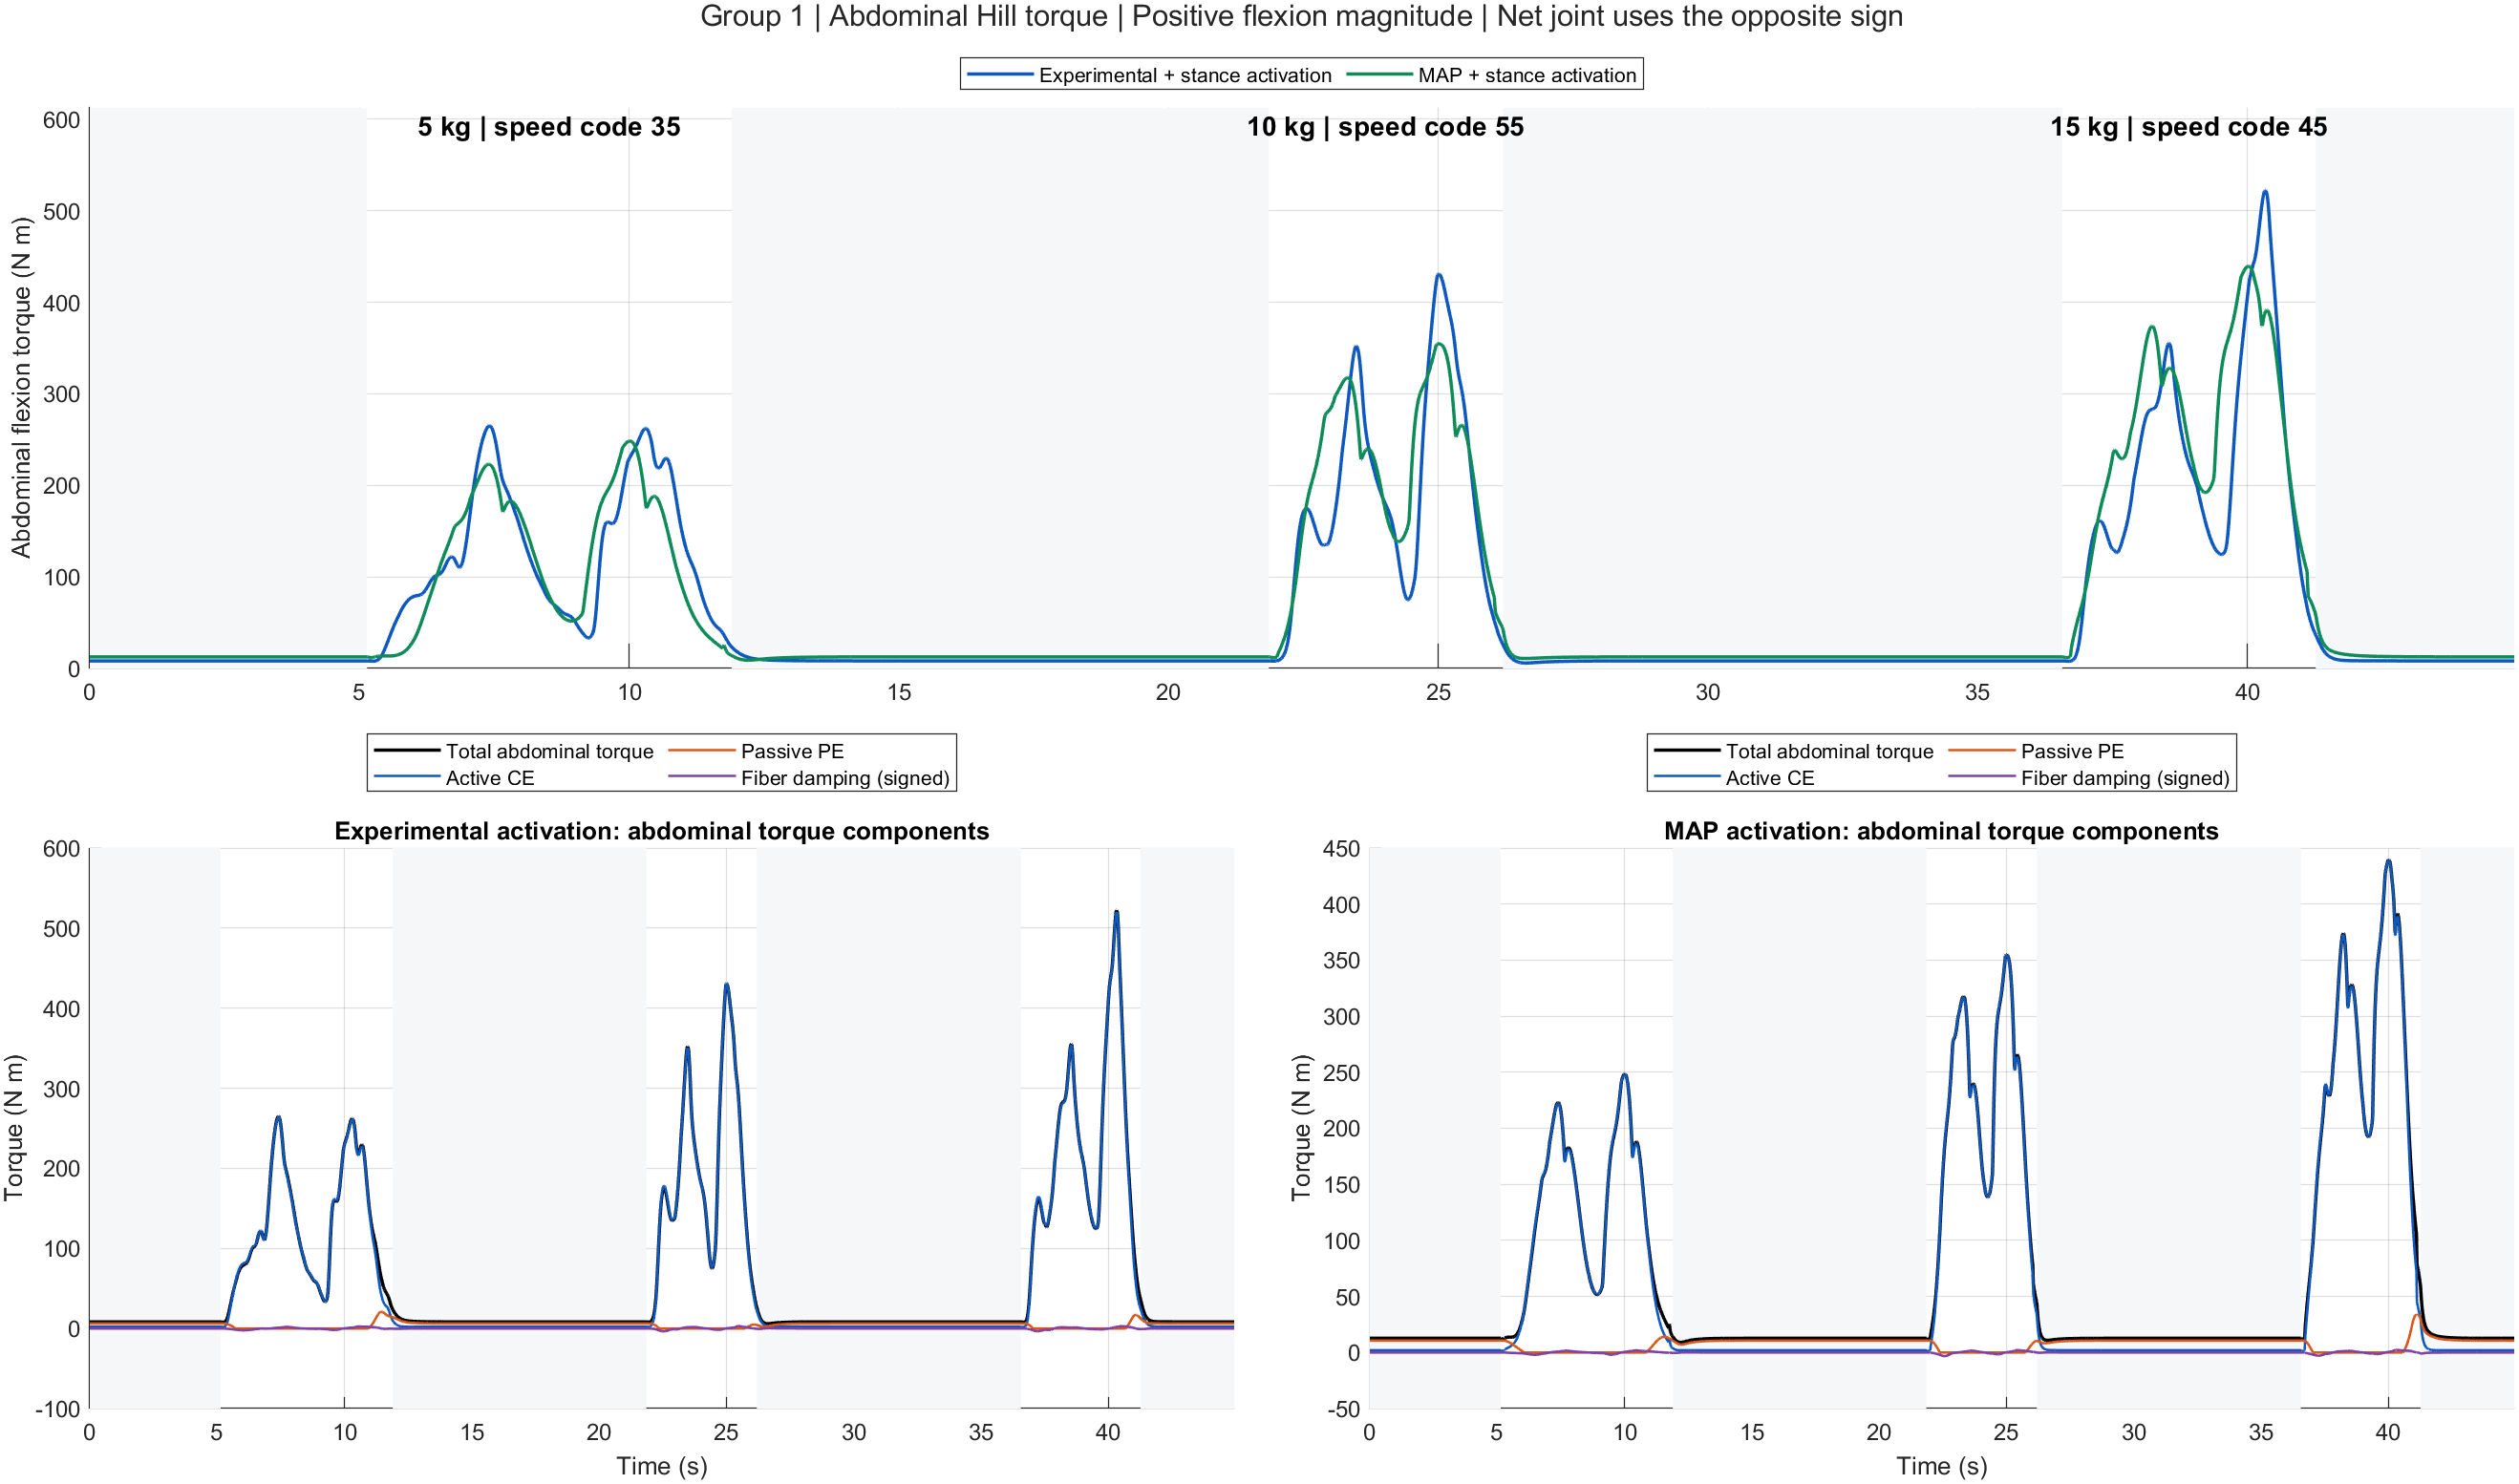 Group 1 | Abdominal Hill torque | Positive flexion magnitude | Net joint uses the opposite sign
Experimental + stance activation
MAP + stance activation
5 kg | speed code 35
10 kg | speed code 55
15 kg | speed code 45
Abdominal flexion torque (N m)
600
500
400
300
200
100
0
0 5 10 15 20 25 30 35 40
Total abdominal torque
Passive PE
Active CE
Fiber damping (signed)
Experimental activation: abdominal torque components
Torque (N m)
600
500
400
300
200
100
0
-100
0 5 10 15 20 25 30 35 40
Time (s)
Total abdominal torque
Passive PE
Active CE
Fiber damping (signed)
MAP activation: abdominal torque components
Torque (N m)
450
400
350
300
250
200
150
100
50
0
-50
0 5 10 15 20 25 30 35 40
Time (s)